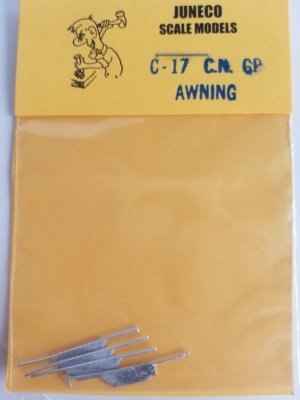 JUNECO
SCALE MODELS
C-17 C.N. GP
AWNING